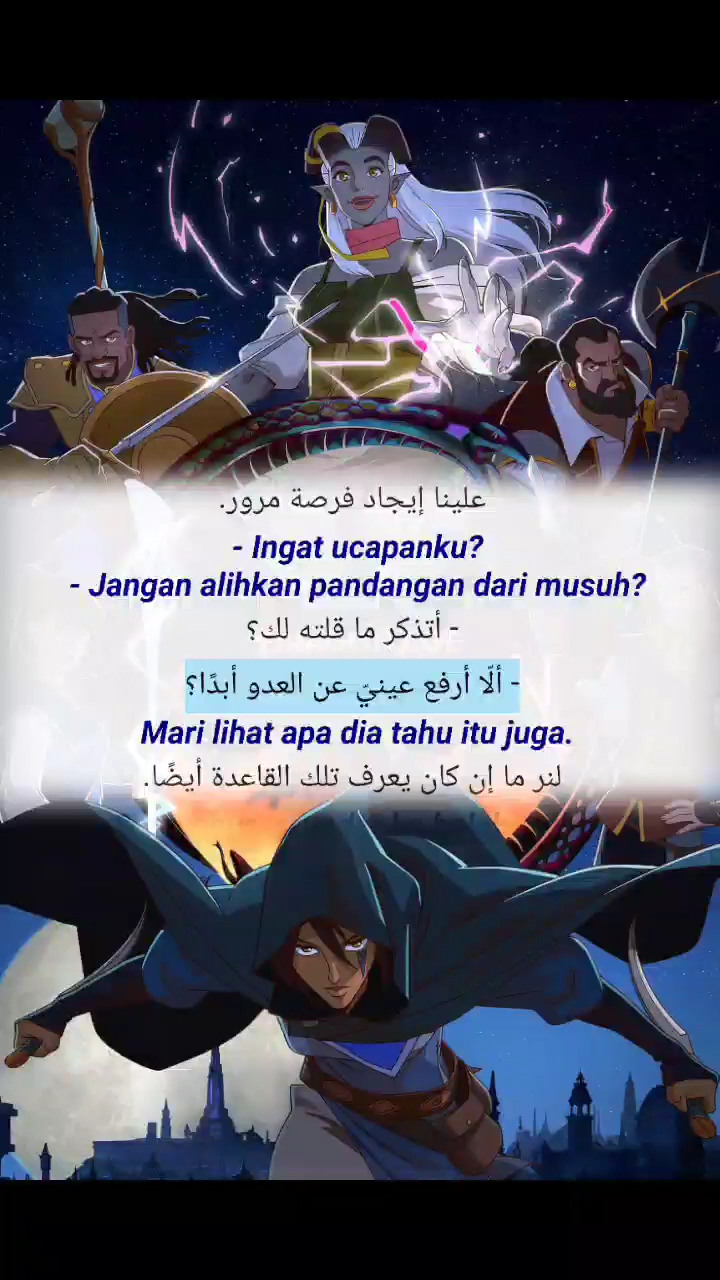 علينا إيجاد فرصة مرور.
- Ingat ucapanku?
- Jangan alihkan pandangan dari musuh?
- أتذكر ما قلته لك؟
- ألّا أرفع عينيّ عن العدو أبدًا؟
Mari lihat apa dia tahu itu juga.
لنر ما إن كان يعرف تلك القاعدة أيضًا.